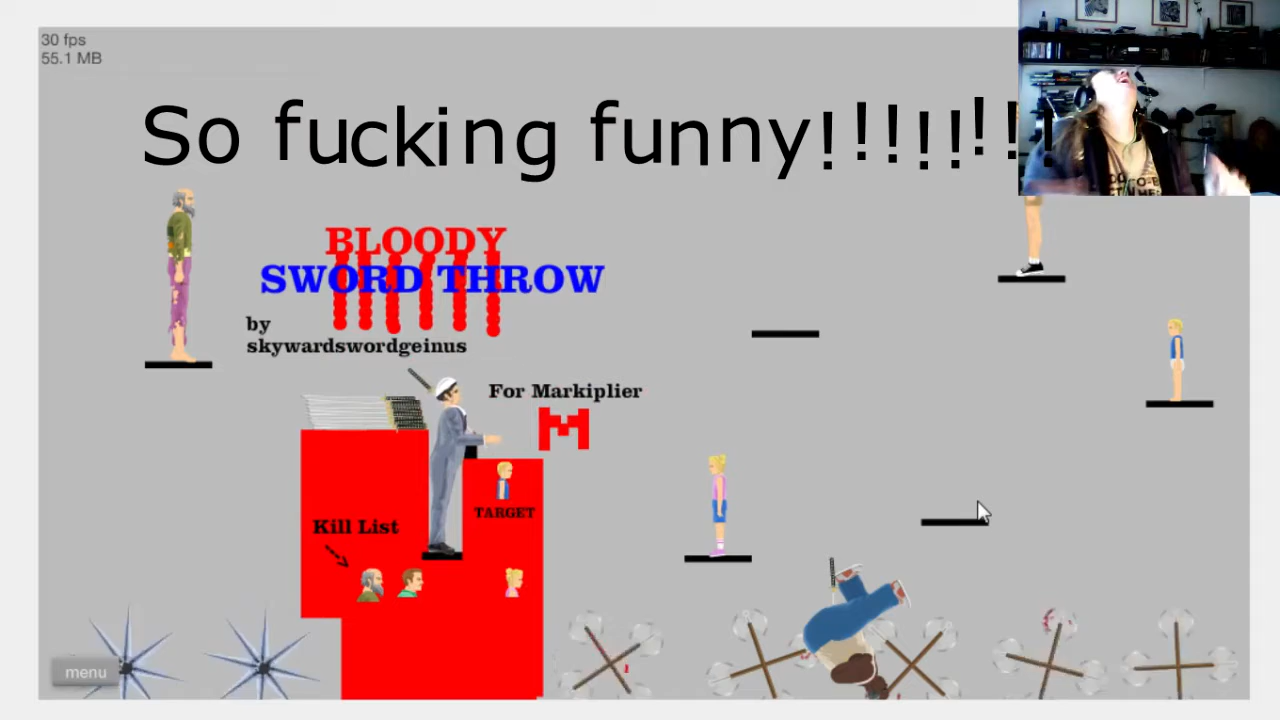 30 fps
55.1 MB
So fucking funny!!!!!!!!
BLOODY
SWORD THROW
by
skywardswordgeinus
For Markiplier
M
TARGET
Kill List
menu